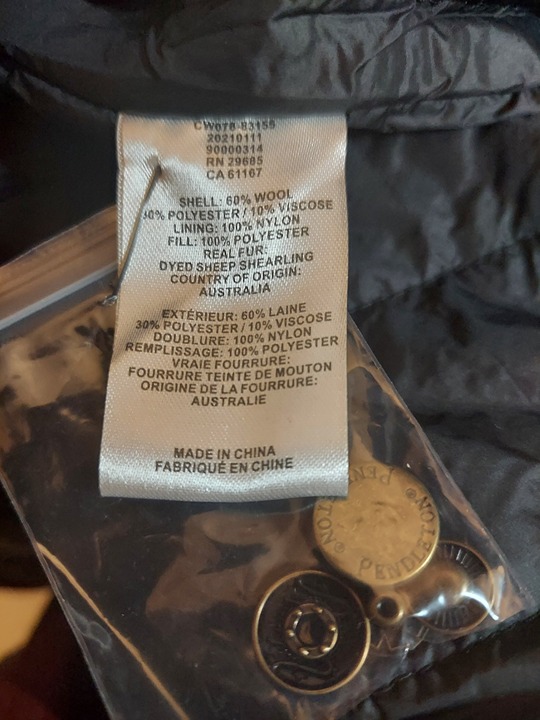 CW078-83155
20210111
90000314
RN 29685
CA 61167
SHELL: 60% WOOL
30% POLYESTER / 10% VISCOSE
LINING: 100% NYLON
FILL: 100% POLYESTER
REAL FUR:
DYED SHEEP SHEARLING
COUNTRY OF ORIGIN:
AUSTRALIA
EXTÉRIEUR: 60% LAINE
30% POLYESTER / 10% VISCOSE
DOUBLURE: 100% NYLON
REMPLISSAGE: 100% POLYESTER
VRAIE FOURRURE:
FOURRURE TEINTE DE MOUTON
ORIGINE DE LA FOURRURE:
AUSTRALIE
MADE IN CHINA
FABRIQUÉ EN CHINE
PENDLETON®